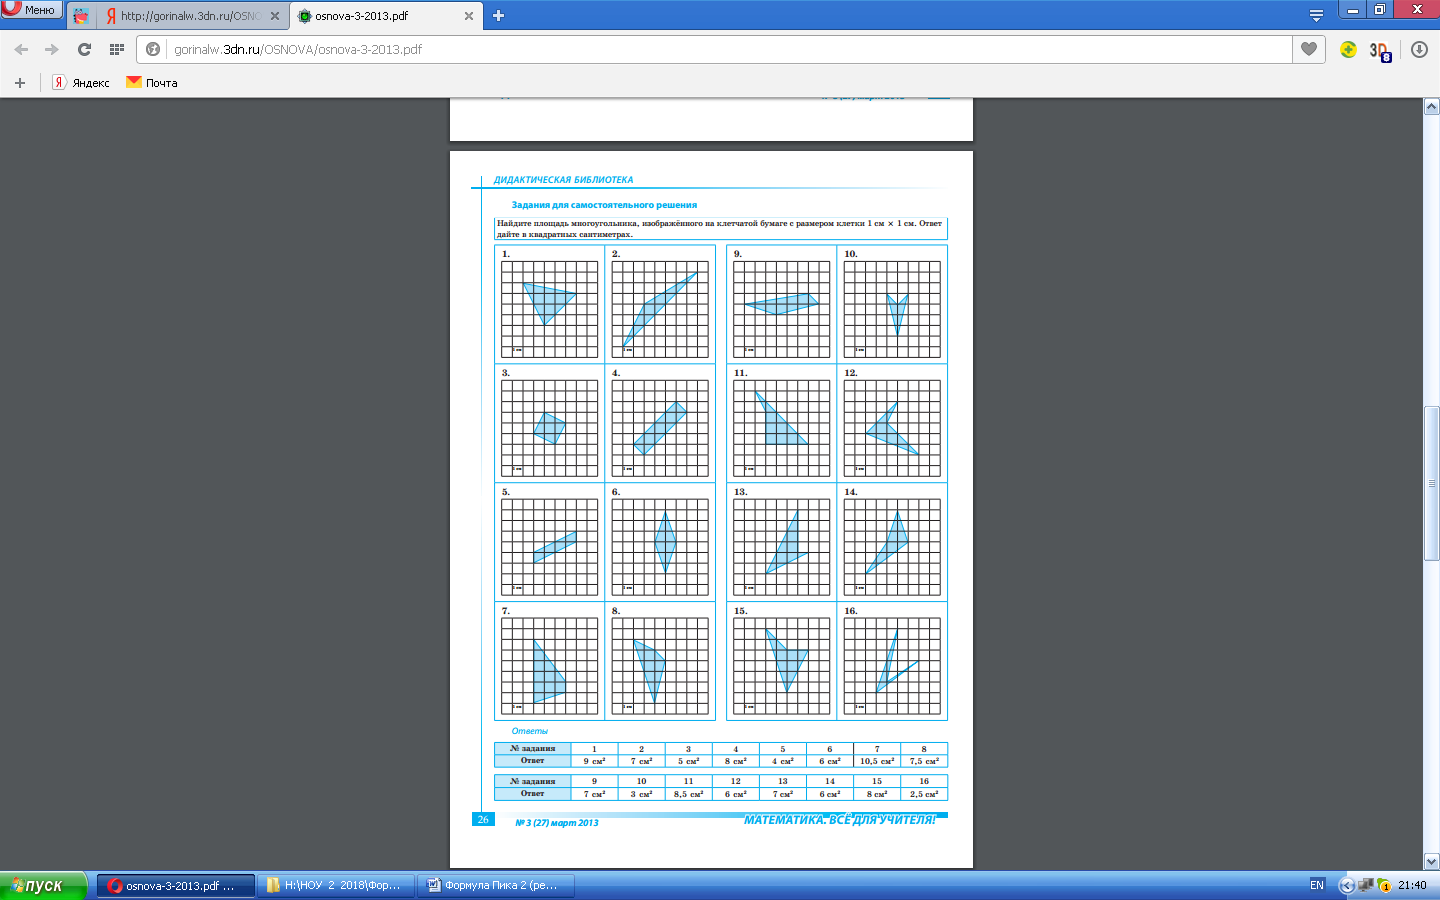 Меню
http://gorinalw.3dn.ru/OSNO
osnova-3-2013.pdf
gorinalw.3dn.ru/OSNOVA/osnova-3-2013.pdf
Яндекс
Почта
ДИДАКТИЧЕСКАЯ БИБЛИОТЕКА
Задания для самостоятельного решения
Найдите площадь многоугольника, изображённого на клетчатой бумаге с размером клетки 1 см × 1 см. Ответ
дайте в квадратных сантиметрах.
1. 2. 9. 10.
3. 4. 11. 12.
5. 6. 13. 14.
7. 8. 15. 16.
Ответы
№ задания 1 2 3 4 5 6 7 8
Ответ 9 см² 7 см² 5 см² 8 см² 4 см² 6 см² 10,5 см² 7,5 см²
№ задания 9 10 11 12 13 14 15 16
Ответ 7 см² 3 см² 8,5 см² 6 см² 7 см² 6 см² 8 см² 2,5 см²
26 № 3 (27) март 2013 МАТЕМАТИКА. ВСЁ ДЛЯ УЧИТЕЛЯ!
пуск osnova-3-2013.pdf ... H:\НОУ 2 2018\Фор... Формула Пика 2 (ре... EN 21:40